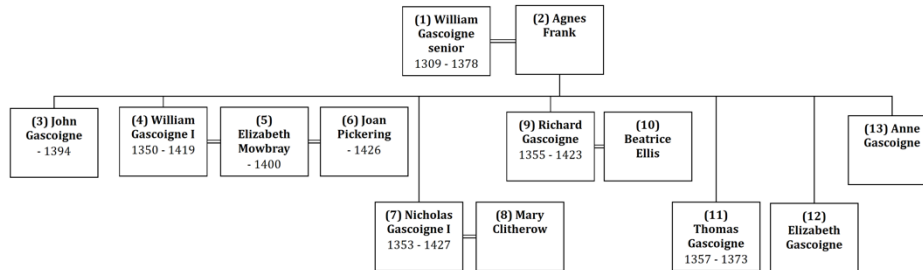 (1) William
Gascoigne
senior
1309 - 1378
(2) Agnes
Frank
(3) John
Gascoigne
- 1394
(4) William
Gascoigne I
1350 - 1419
(5)
Elizabeth
Mowbray
- 1400
(6) Joan
Pickering
- 1426
(9) Richard
Gascoigne
1355 - 1423
(10)
Beatrice
Ellis
(13) Anne
Gascoigne
(7) Nicholas
Gascoigne I
1353 - 1427
(8) Mary
Clitherow
(11)
Thomas
Gascoigne
1357 - 1373
(12)
Elizabeth
Gascoigne